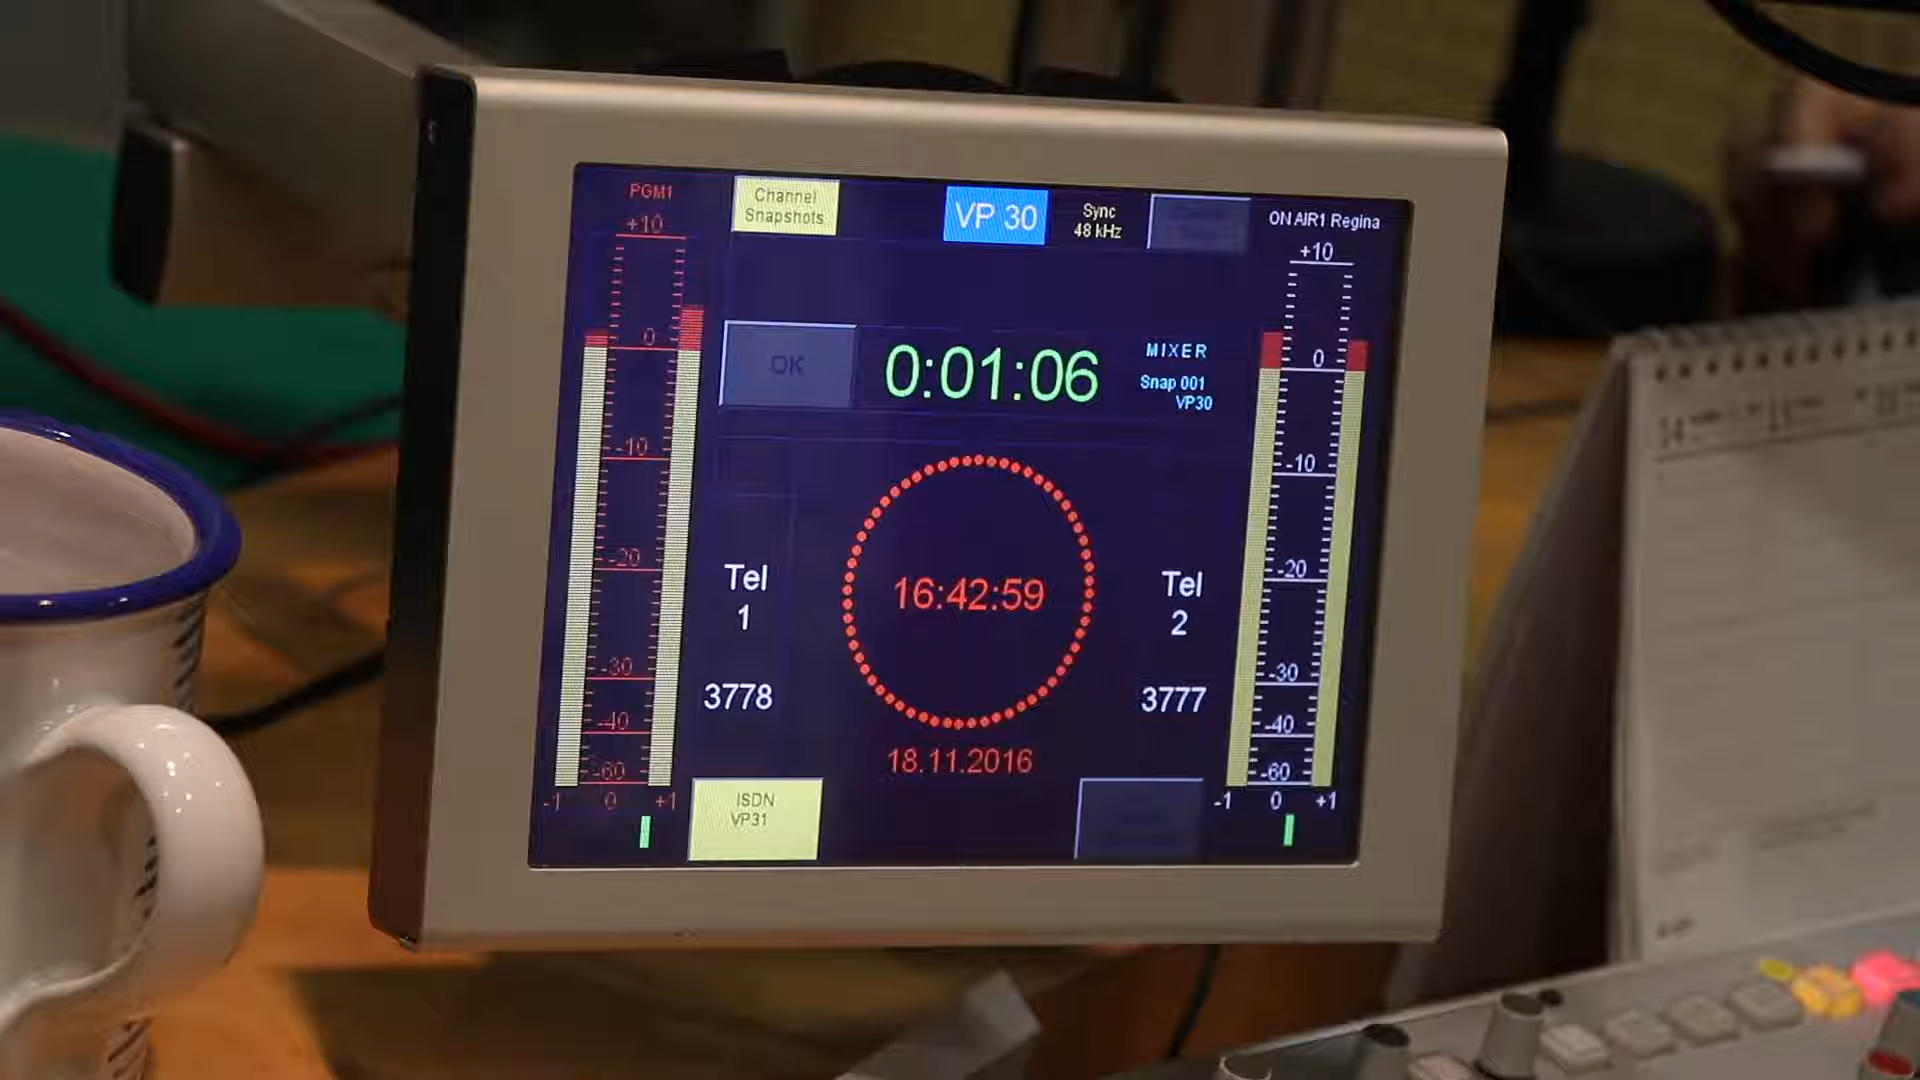 PGM1
Channel
Snapshots
VP 30
Sync
48 kHz
ON AIR1 Regina
+10
+10
OK
0:01:06
MIXER
Snap 001
VP30
0
0
-10
-10
-20
-20
Tel
1
16:42:59
Tel
2
-30
-30
3778
3777
-40
-40
18.11.2016
-60
-60
-1 0 +1
ISDN
VP31
-1 0 +1